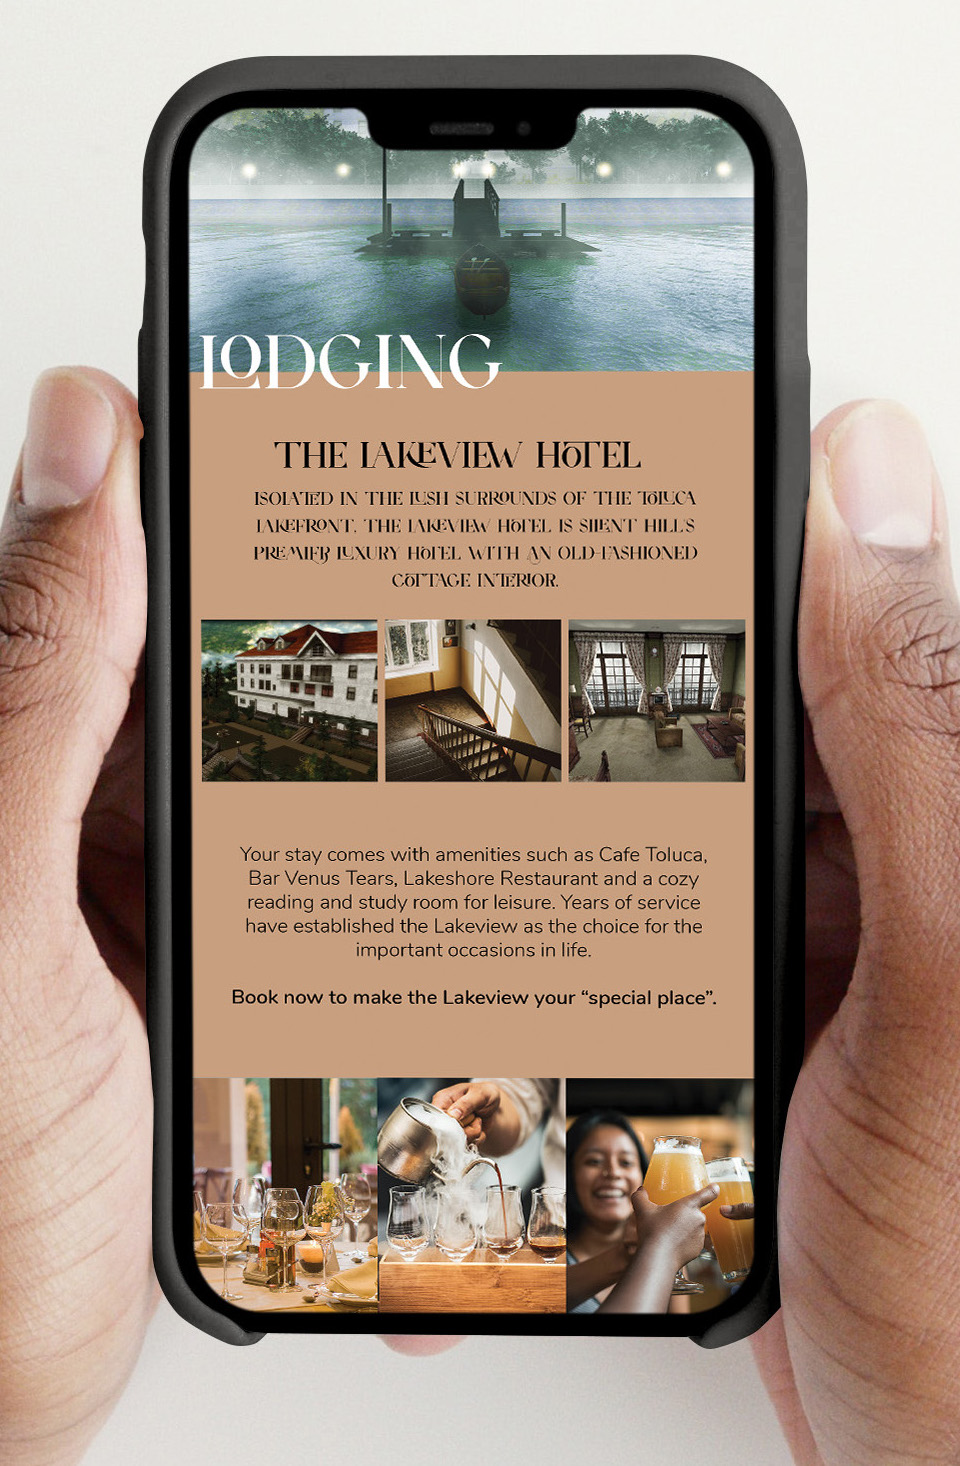 LODGING
THE LAKEVIEW HOTEL
ISOLATED IN THE LUSH SURROUNDS OF THE TOLUCA
LAKEFRONT, THE LAKEVIEW HOTEL IS SILENT HILL'S
PREMIER LUXURY HOTEL WITH AN OLD-FASHIONED
COTTAGE INTERIOR.
Your stay comes with amenities such as Cafe Toluca,
Bar Venus Tears, Lakeshore Restaurant and a cozy
reading and study room for leisure. Years of service
have established the Lakeview as the choice for the
important occasions in life.
Book now to make the Lakeview your “special place”.